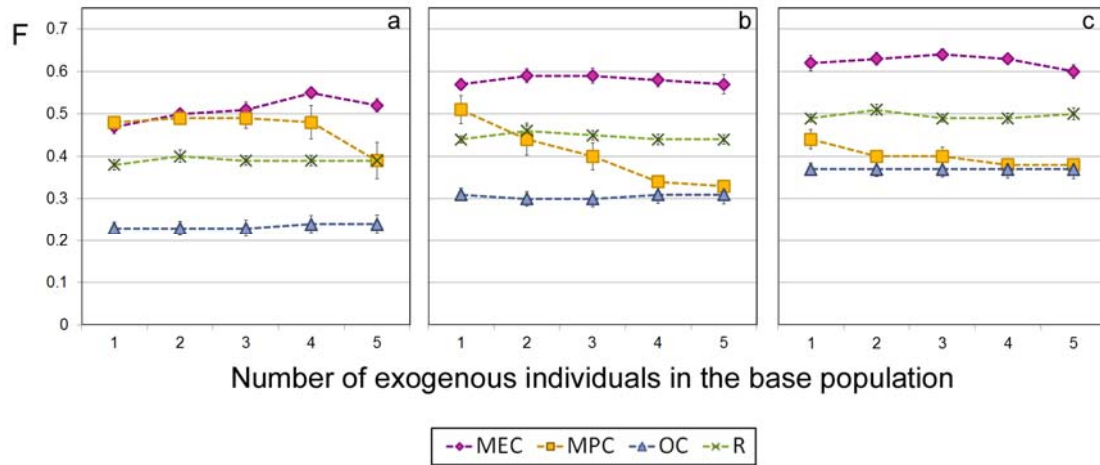 F
0.7
0.6
0.5
0.4
0.3
0.2
0.1
0
a
b
c
1 2 3 4 5
1 2 3 4 5
1 2 3 4 5
Number of exogenous individuals in the base population
MEC MPC OC R